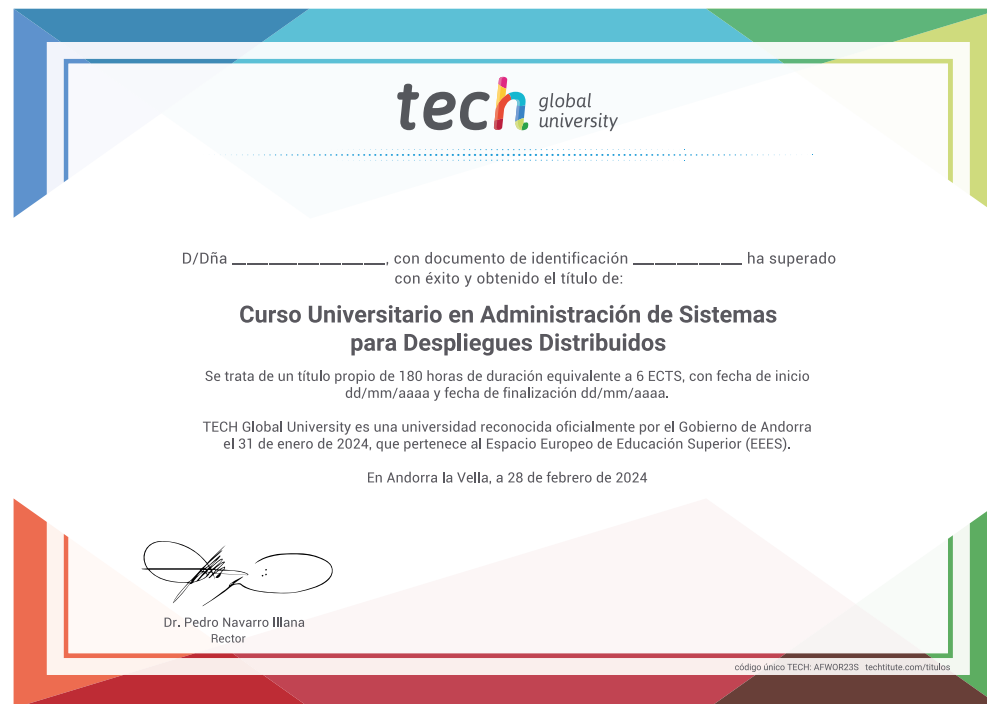 tech global university
D/Dña ________________, con documento de identificación ____________ ha superado
con éxito y obtenido el título de:
Curso Universitario en Administración de Sistemas
para Despliegues Distribuidos
Se trata de un título propio de 180 horas de duración equivalente a 6 ECTS, con fecha de inicio
dd/mm/aaaa y fecha de finalización dd/mm/aaaa.
TECH Global University es una universidad reconocida oficialmente por el Gobierno de Andorra
el 31 de enero de 2024, que pertenece al Espacio Europeo de Educación Superior (EEES).
En Andorra la Vella, a 28 de febrero de 2024
Dr. Pedro Navarro Illana
Rector
código único TECH: AFWOR23S techtitute.com/titulos